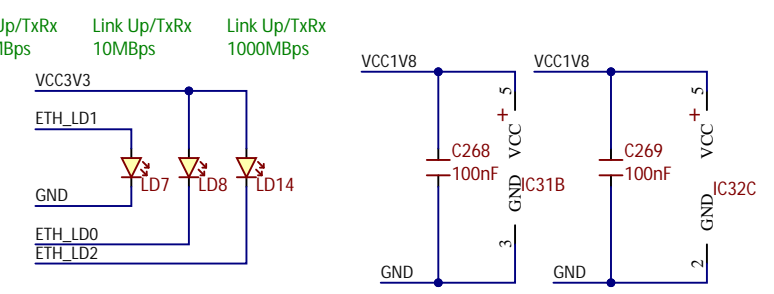 Up/TxRx
Link Up/TxRx
Link Up/TxRx
MBps
10MBps
1000MBps
VCC3V3
ETH_LD1
LD7
LD8
LD14
GND
ETH_LD0
ETH_LD2
VCC1V8
5
+
VCC
C268
100nF
GND
IC31B
3
GND
VCC1V8
5
+
VCC
C269
100nF
GND
IC32C
2
GND